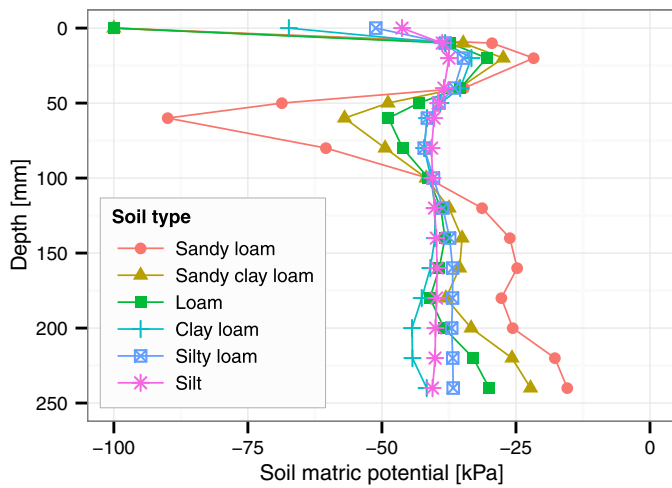 0
50
100
150
200
250
Depth [mm]
Soil type
Sandy loam
Sandy clay loam
Loam
Clay loam
Silty loam
Silt
−100
−75
−50
−25
0
Soil matric potential [kPa]